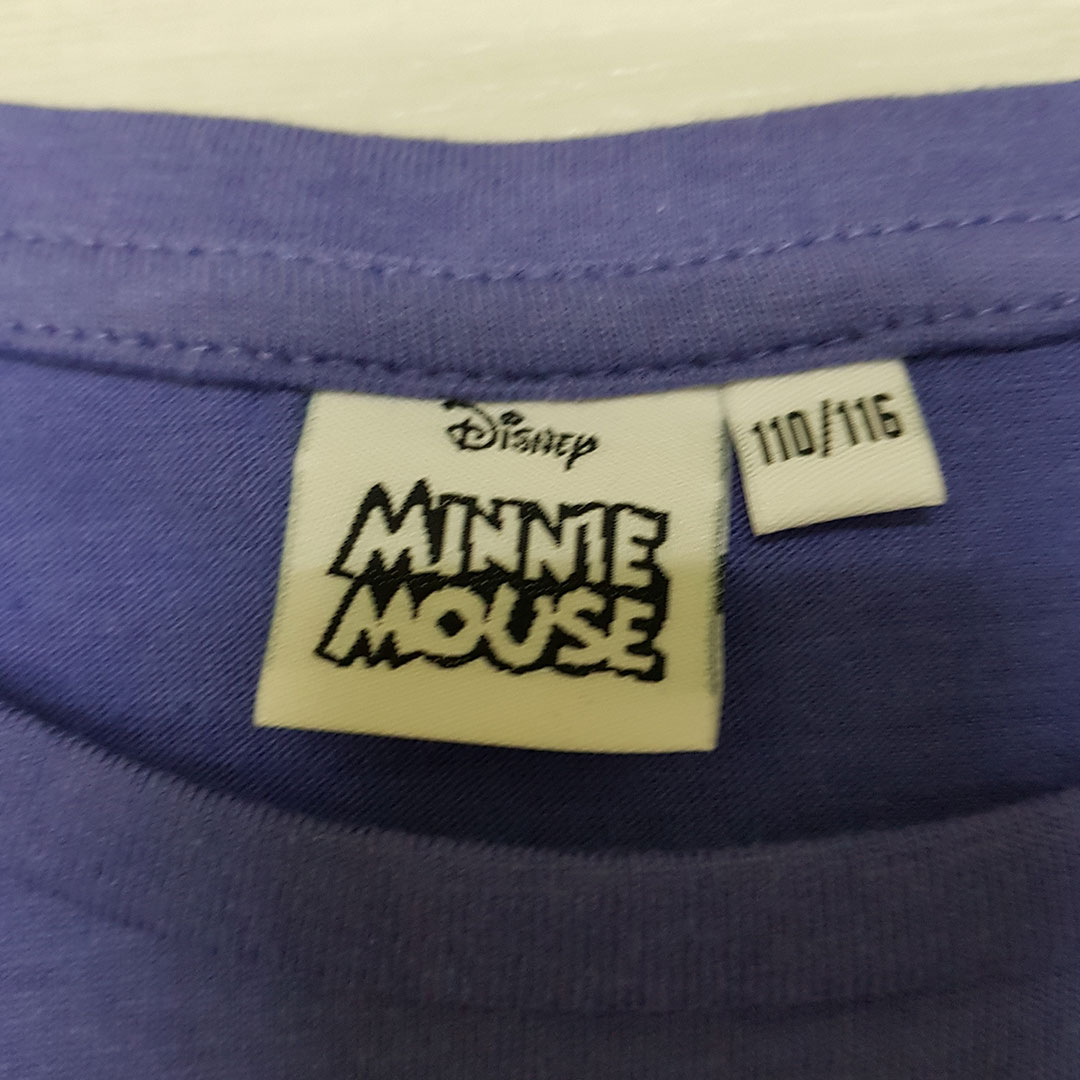 Disney
MINNIE
MOUSE
110/116